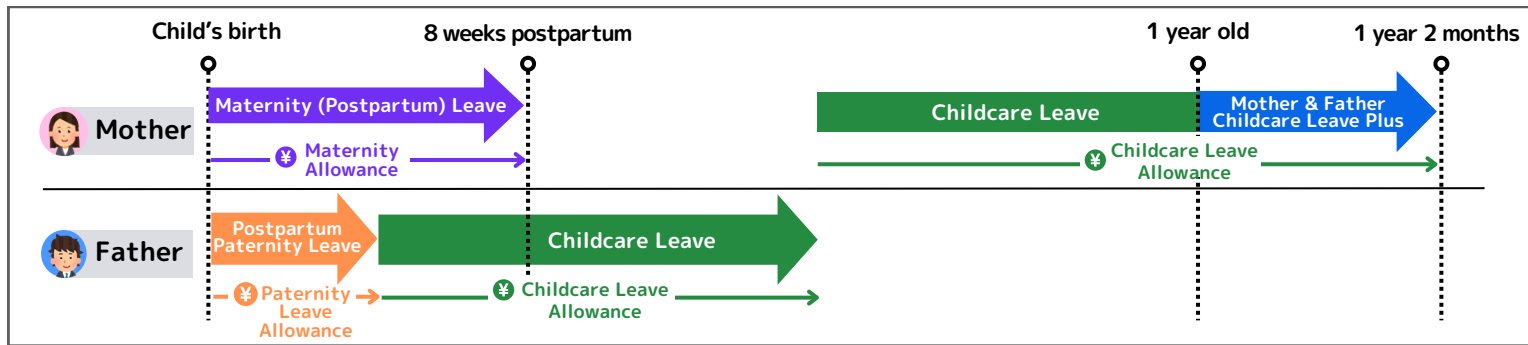 Child's birth
8 weeks postpartum
1 year old
1 year 2 months
Mother
Maternity (Postpartum) Leave
¥ Maternity
Allowance
Childcare Leave
Mother & Father
Childcare Leave Plus
¥ Childcare Leave
Allowance
Father
Postpartum
Paternity Leave
Childcare Leave
¥ Paternity
Leave
Allowance
¥ Childcare Leave
Allowance